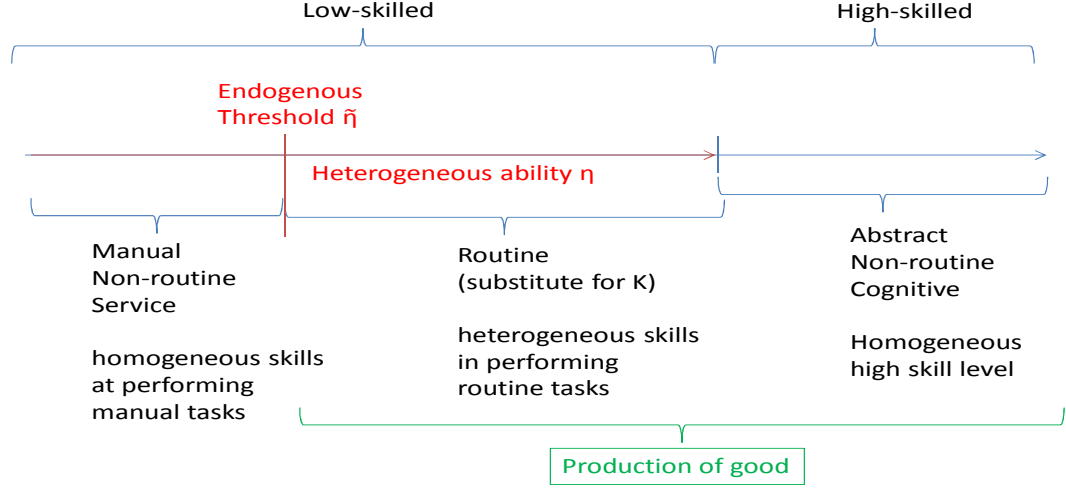 Low-skilled
High-skilled
Endogenous
Threshold η̃
Heterogeneous ability η
Manual
Non-routine
Service
homogeneous skills
at performing
manual tasks
Routine
(substitute for K)
heterogeneous skills
in performing
routine tasks
Abstract
Non-routine
Cognitive
Homogeneous
high skill level
Production of good